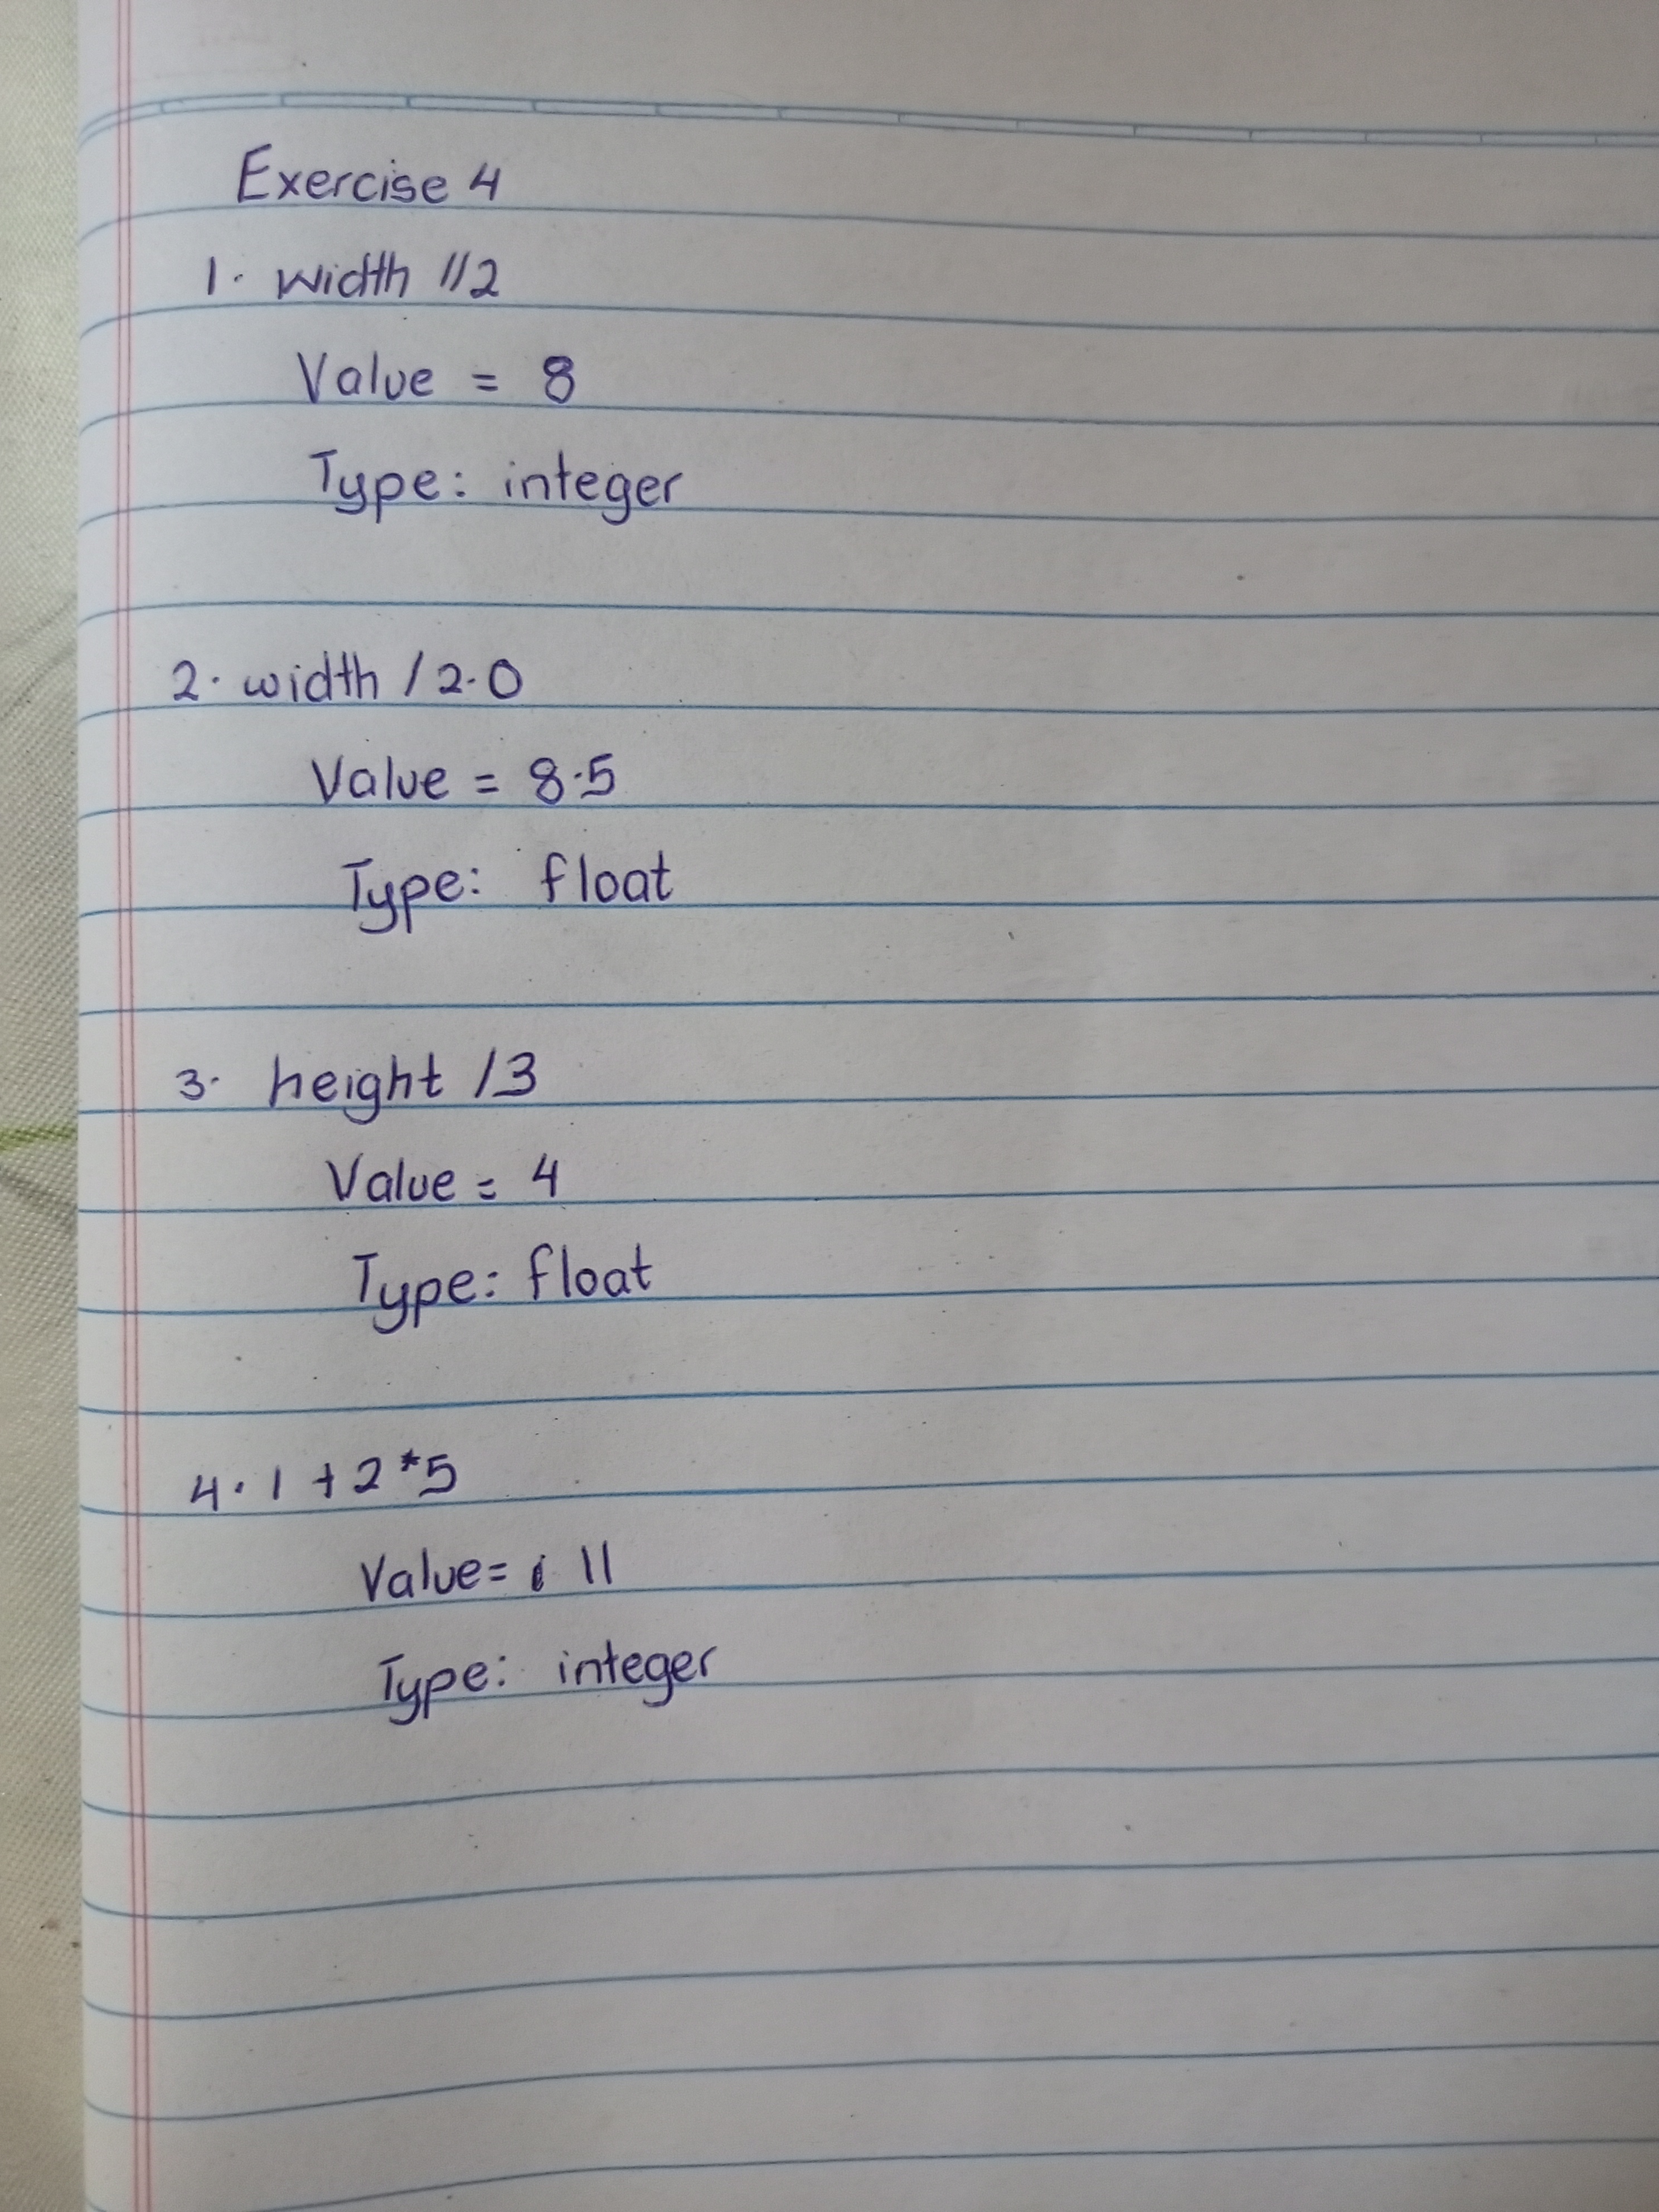 Exercise 4
1. width //2
Value = 8
Type: integer
2. width / 2.0
Value = 8.5
Type: float
3. height /3
Value = 4
Type: float
4. 1 + 2 *5
Value = 11
Type: integer